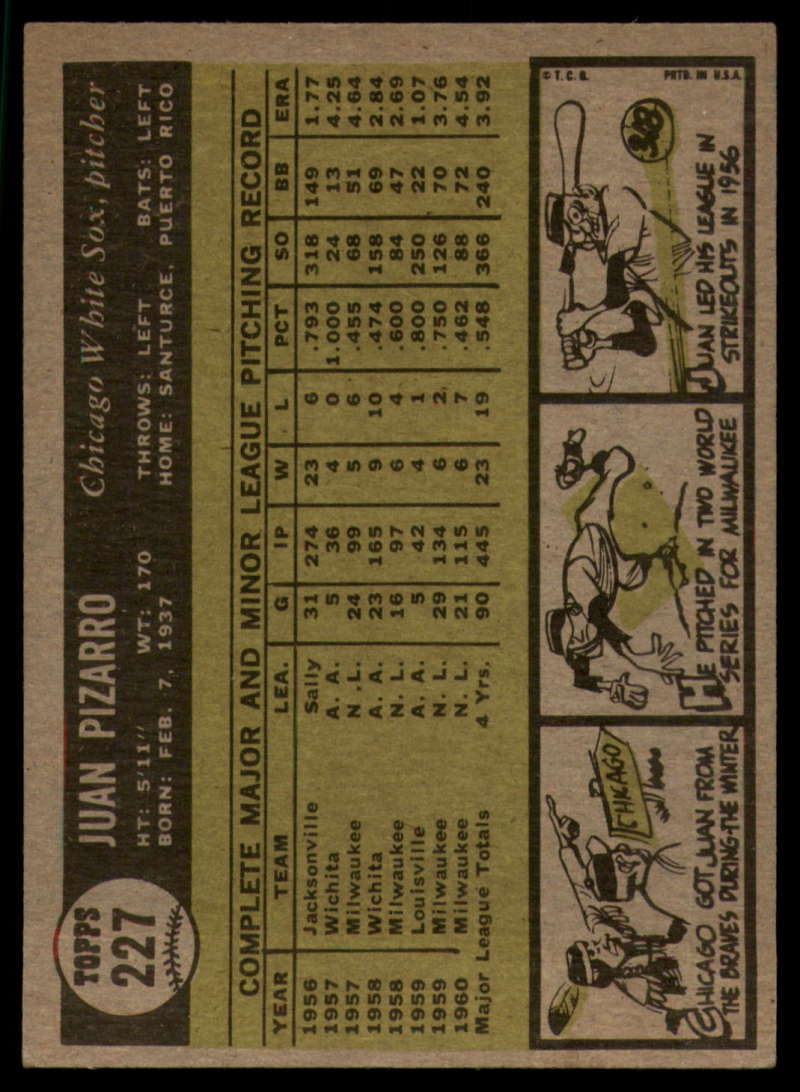 TOPPS
227
JUAN PIZARRO Chicago White Sox, pitcher
HT: 5'11" WT: 170 THROWS: LEFT BATS: LEFT
BORN: FEB. 7, 1937 HOME: SANTURCE, PUERTO RICO
COMPLETE MAJOR AND MINOR LEAGUE PITCHING RECORD
YEAR TEAM LEA. G IP W L PCT SO BB ERA
1956 Jacksonville Sally 31 274 23 6 .793 318 149 1.77
1957 Wichita A. A. 5 36 4 0 1.000 24 13 4.25
1957 Milwaukee N .L. 24 99 5 6 .455 68 51 4.64
1958 Wichita A. A. 23 165 9 10 .474 158 69 2.84
1958 Milwaukee N. L. 16 97 6 4 .600 84 47 2.69
1959 Louisville A. A. 5 42 4 1 .800 250 22 1.07
1959 Milwaukee N. L. 29 134 6 2 .750 126 70 3.76
1960 Milwaukee N. L. 21 115 6 7 .462 88 72 4.54
Major League Totals 4 Yrs. 90 445 23 19 .548 366 240 3.92
CHICAGO
CHICAGO GOT JUAN FROM
THE BRAVES DURING THE WINTER
HE PITCHED IN TWO WORLD
SERIES FOR MILWAUKEE
© T. C. G. PRTD. IN U.S.A.
318
JUAN LED HIS LEAGUE IN
STRIKEOUTS IN 1956